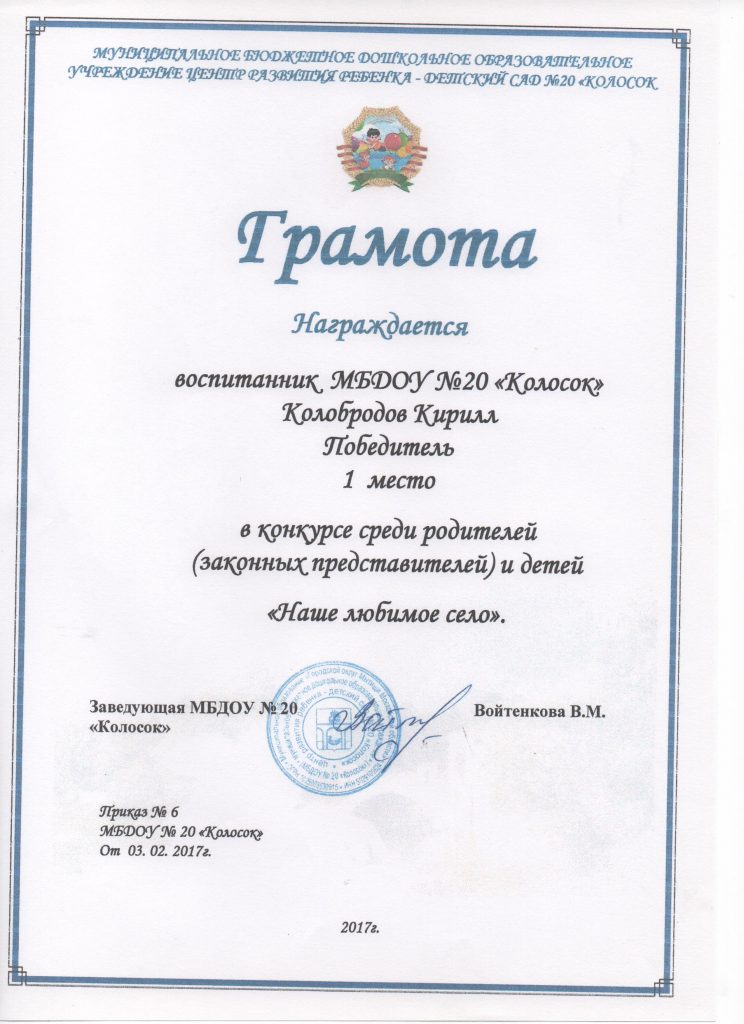 МУНИЦИПАЛЬНОЕ БЮДЖЕТНОЕ ДОШКОЛЬНОЕ ОБРАЗОВАТЕЛЬНОЕ
УЧРЕЖДЕНИЕ ЦЕНТР РАЗВИТИЯ РЕБЕНКА - ДЕТСКИЙ САД №20 «КОЛОСОК
Грамота
Награждается
воспитанник МБДОУ №20 «Колосок»
Колобродов Кирилл
Победитель
1 место
в конкурсе среди родителей
(законных представителей) и детей
«Наше любимое село».
Заведующая МБДОУ № 20 Войтенкова В.М.
«Колосок»
Приказ № 6
МБДОУ № 20 «Колосок»
От 03. 02. 2017г.
2017г.